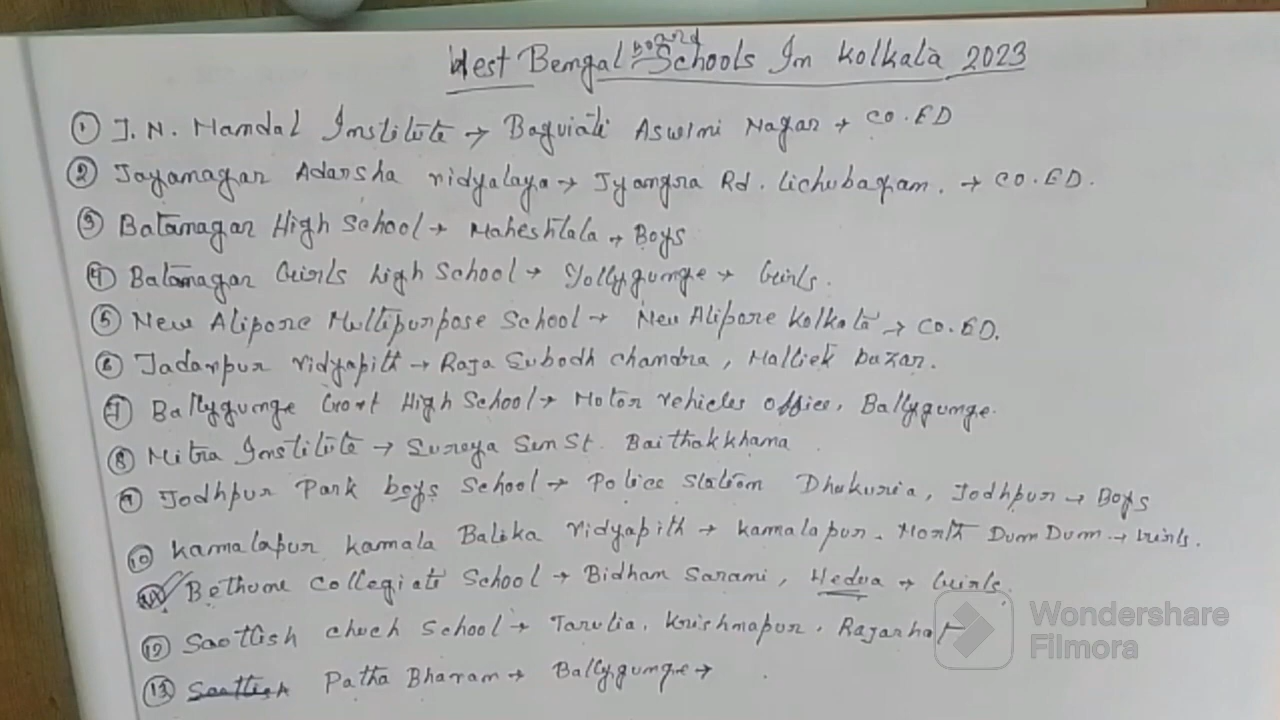 West Bengal Board Schools In Kolkata 2023
① J. N. Mandal Institute → Baguiati Aswini Nagar → CO.ED
② Jayanagar Adarsha vidyalaya → Jyangra Rd. Lichubagan. → CO.ED.
③ Batanagar High School → Maheshtala → Boys
④ Batanagar Girls high School → Tollygunge → Girls.
⑤ New Alipore Multipurpose School → New Alipore Kolkata → CO.ED.
⑥ Jadavpur vidyapith → Raja Subodh chandra, Mallick bazar.
⑦ Ballygunge Govt High School → Motor vehicles office, Ballygunge.
⑧ Mitra Institute → Sureya Sen St. Baithakkhana
⑨ Jodhpur Park boys School → Police Station Dhakuria, Jodhpur → Boys
⑩ Kamalapur Kamala Balika Vidyapith → Kamalapur. North Dum Dum. → Girls.
Bethune Collegiate School → Bidhan Sarani, Hedua → Girls.
⑫ Saottish chuch School → Tarulia, Krishnapur, Rajarhat
⑬ Patha Bhavan → Ballygunge →
Wondershare
Filmora